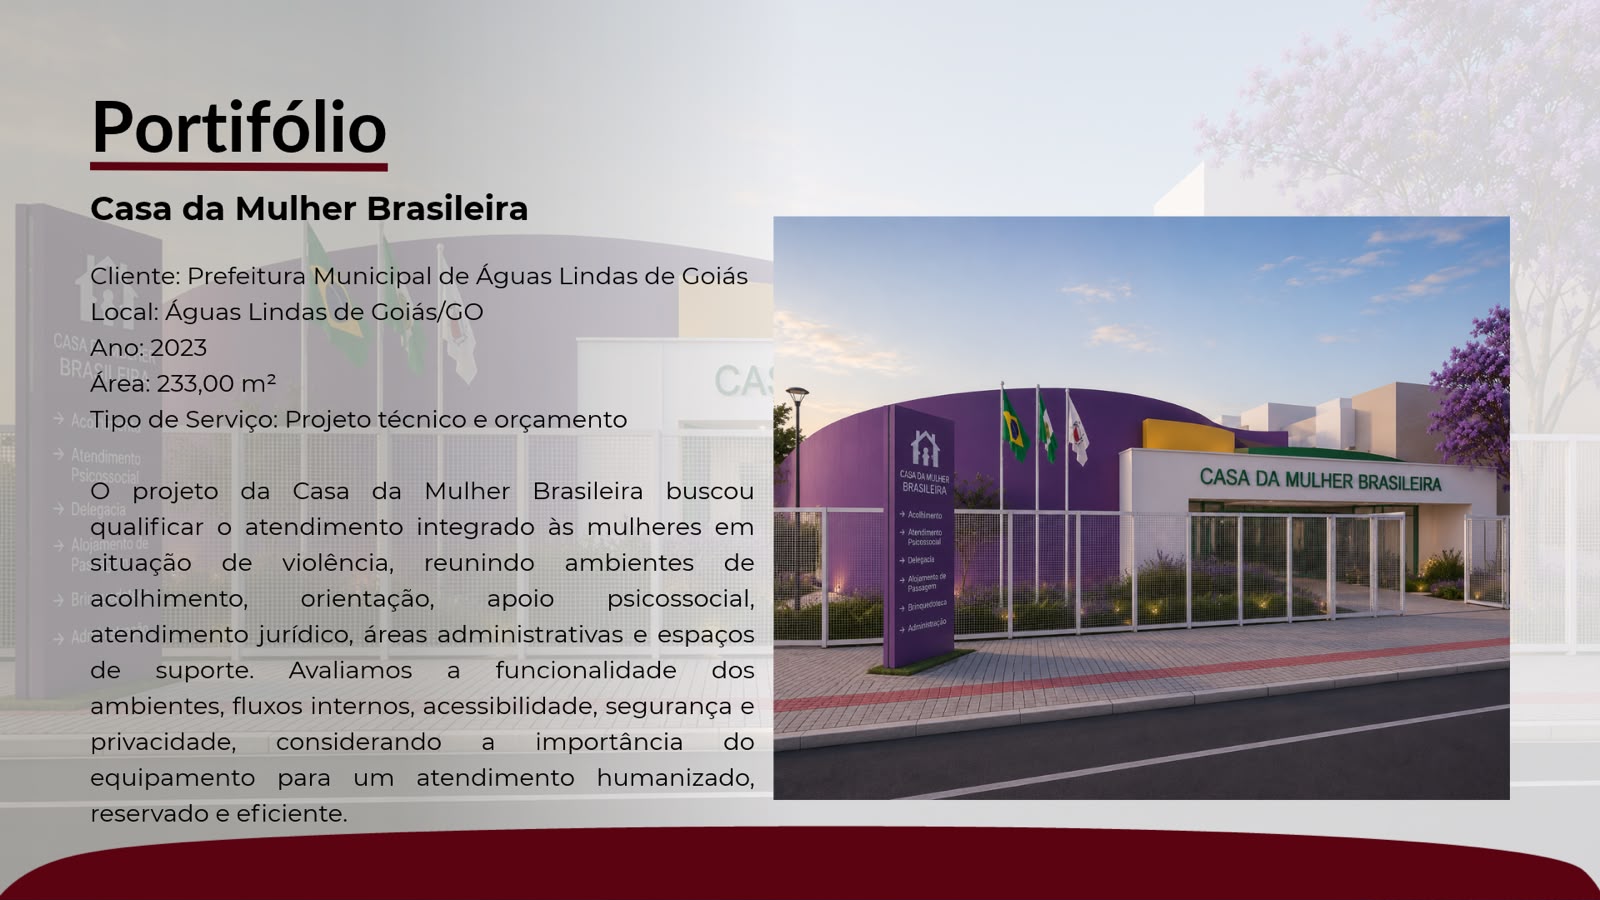 Portifólio
Casa da Mulher Brasileira
Cliente: Prefeitura Municipal de Águas Lindas de Goiás
Local: Águas Lindas de Goiás/GO
Ano: 2023
Área: 233,00 m²
Tipo de Serviço: Projeto técnico e orçamento
O projeto da Casa da Mulher Brasileira buscou
qualificar o atendimento integrado às mulheres em
situação de violência, reunindo ambientes de
acolhimento, orientação, apoio psicossocial,
atendimento jurídico, áreas administrativas e espaços
de suporte. Avaliamos a funcionalidade dos
ambientes, fluxos internos, acessibilidade, segurança e
privacidade, considerando a importância do
equipamento para um atendimento humanizado,
reservado e eficiente.
CASA DA MULHER
BRASILEIRA
→ Acolhimento
→ Atendimento
Psicossocial
→ Delegacia
→ Alojamento de
Passagem
→ Brinquedoteca
→ Administração
CASA DA MULHER BRASILEIRA